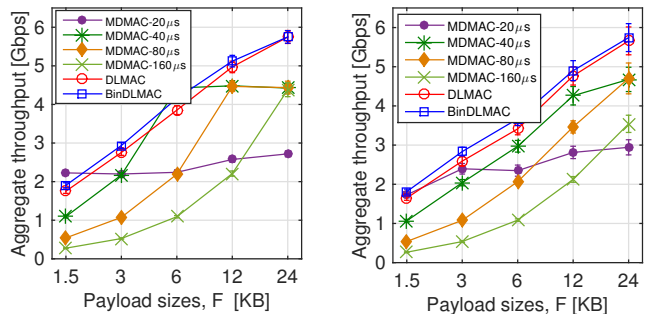 Aggregate throughput [Gbps]
6
5
4
3
2
1
0
MDMAC-20μs
MDMAC-40μs
MDMAC-80μs
MDMAC-160μs
DLMAC
BinDLMAC
1.5 3 6 12 24
Payload sizes, F [KB]
Aggregate throughput [Gbps]
6
5
4
3
2
1
0
MDMAC-20μs
MDMAC-40μs
MDMAC-80μs
MDMAC-160μs
DLMAC
BinDLMAC
1.5 3 6 12 24
Payload sizes, F [KB]